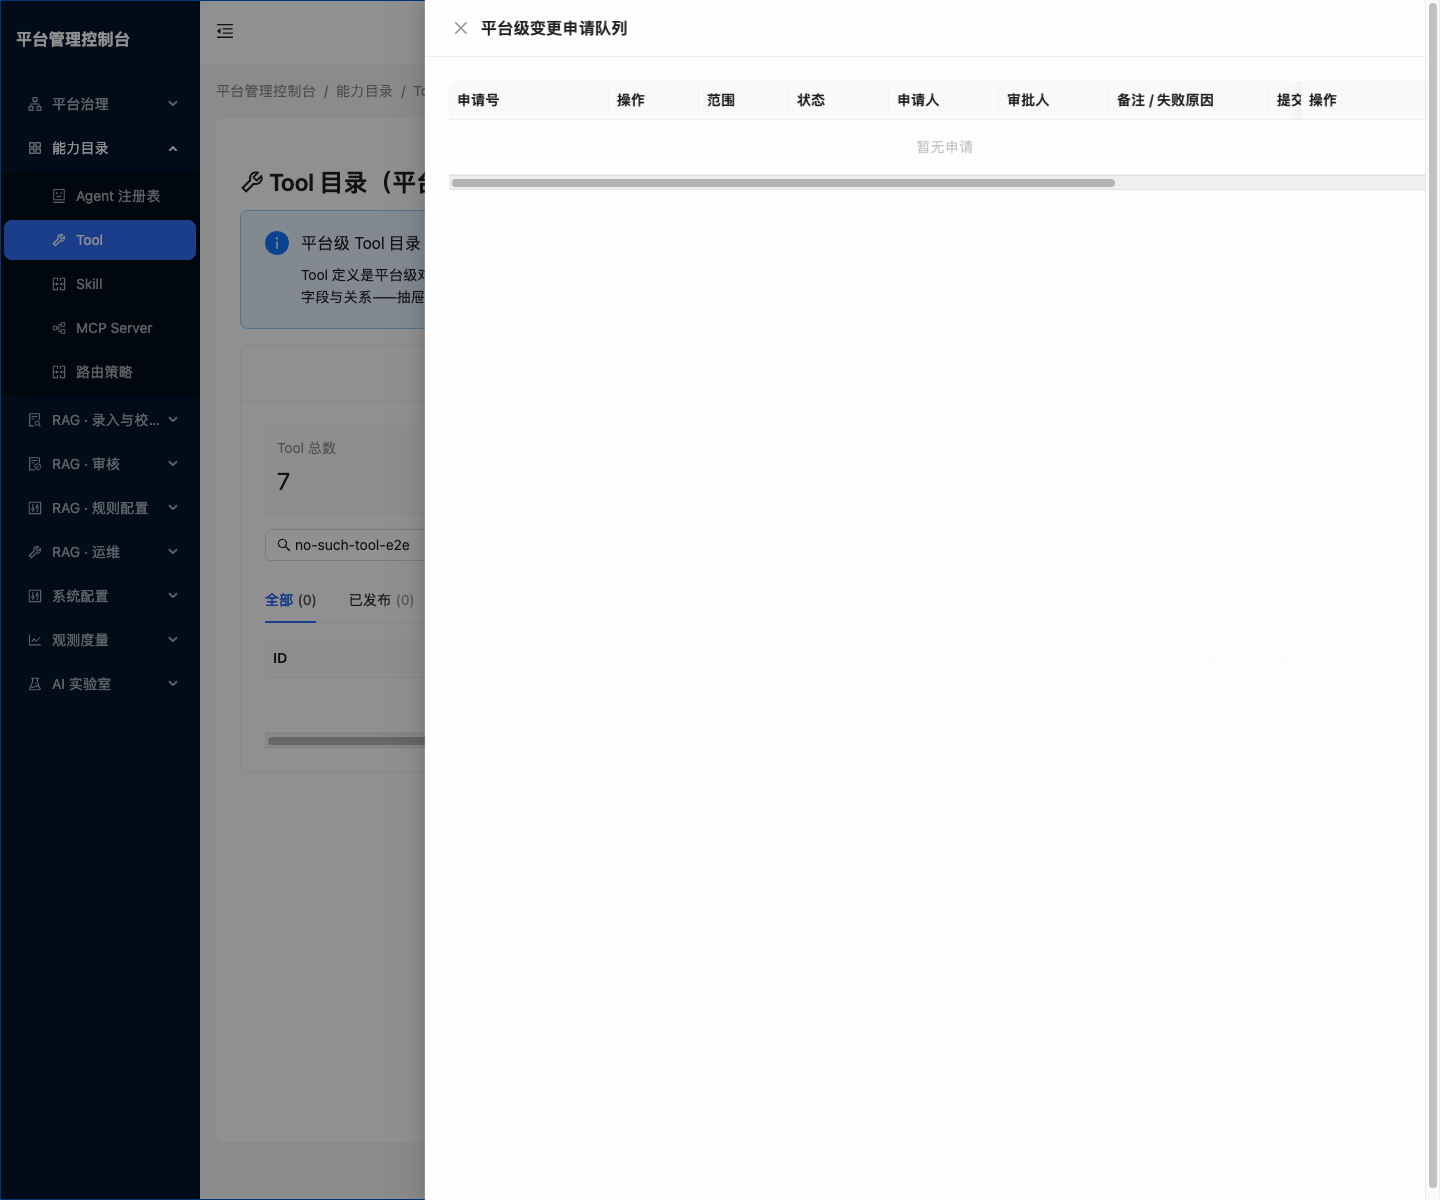 平台管理控制台
平台治理
能力目录
Agent 注册表
Tool
Skill
MCP Server
路由策略
RAG · 录入与校...
RAG · 审核
RAG · 规则配置
RAG · 运维
系统配置
观测度量
AI 实验室
平台管理控制台 / 能力目录 /
Tool 目录（平台
平台级 Tool 目录
Tool 定义是平台级对
字段与关系——抽屉
Tool 总数
7
no-such-tool-e2e
全部 (0) 已发布 (0)
ID
平台级变更申请队列
申请号 操作 范围 状态 申请人 审批人 备注 / 失败原因 提交 操作
暂无申请